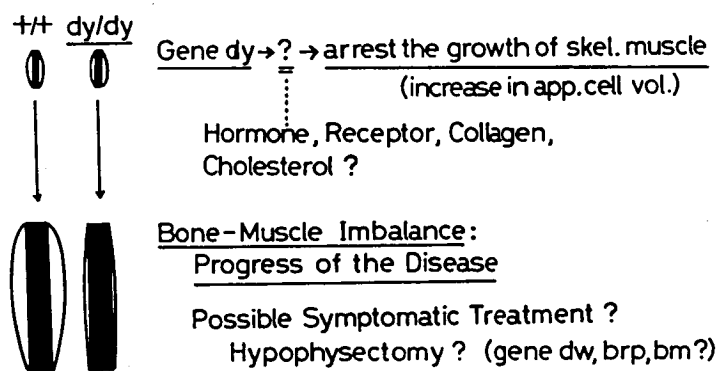 +/+ dy/dy
Gene dy → ? → arrest the growth of skel. muscle
(increase in app. cell vol.)
Hormone, Receptor, Collagen,
Cholesterol ?
Bone-Muscle Imbalance:
Progress of the Disease
Possible Symptomatic Treatment ?
Hypophysectomy ? (gene dw, brp, bm?)